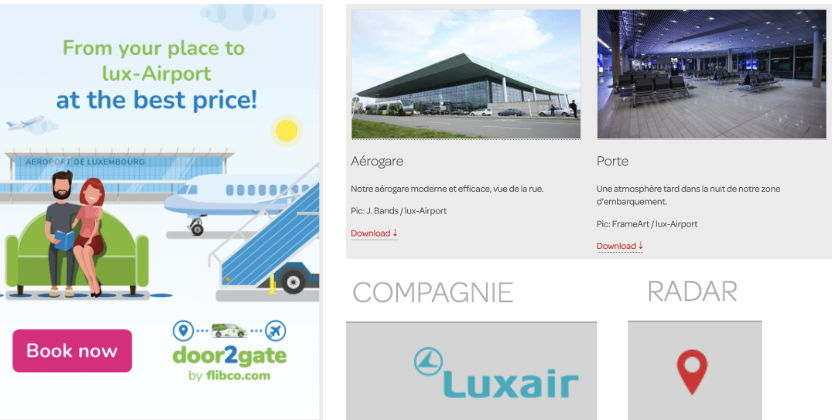 From your place to
lux-Airport
at the best price!
AEROPORT DE LUXEMBOURG
Book now
door2gate
by flibco.com
Aérogare
Notre aérogare moderne et efficace, vue de la rue.
Pic: J. Bands / lux-Airport
Download ↓
Porte
Une atmosphère tard dans la nuit de notre zone
d'embarquement.
Pic: FrameArt / lux-Airport
Download ↓
COMPAGNIE
Luxair
RADAR